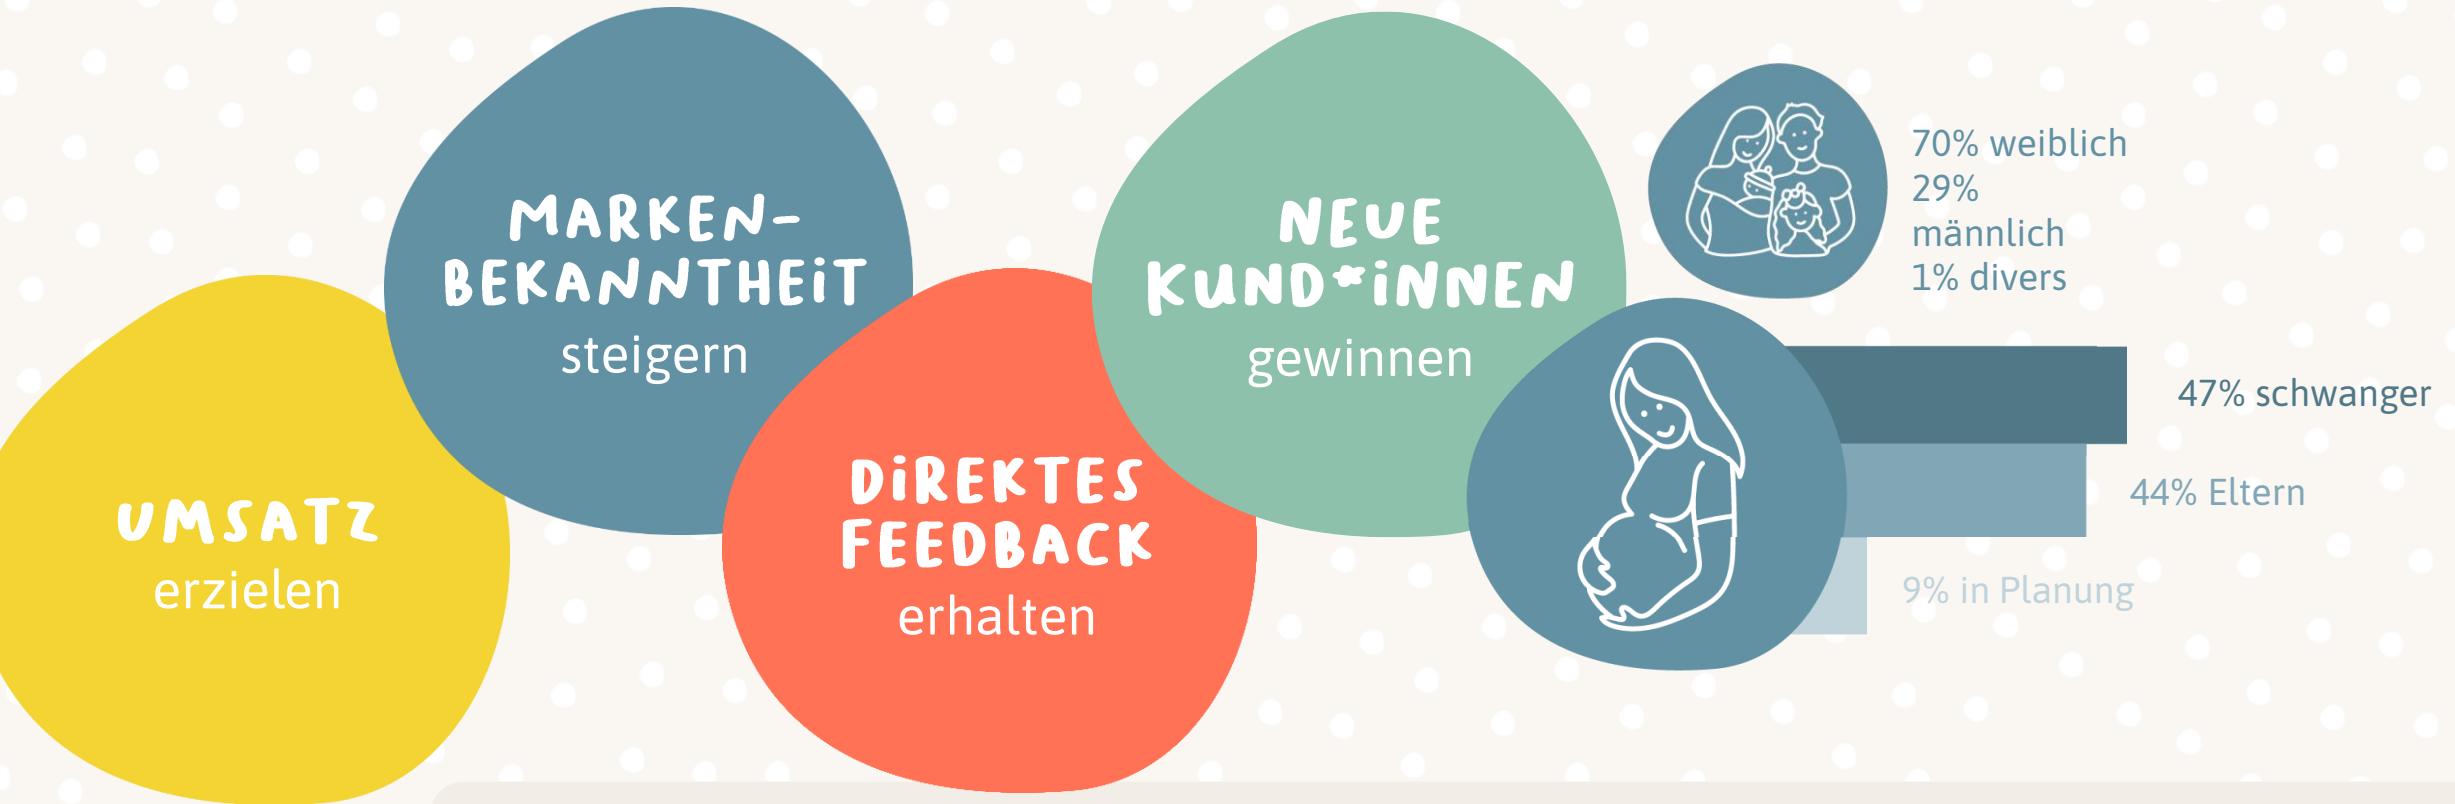 UMSATZ
erzielen
MARKEN-
BEKANNTHEiT
steigern
DiREKTES
FEEDBACK
erhalten
NEUE
KUND*iNNEN
gewinnen
70% weiblich
29%
männlich
1% divers
47% schwanger
44% Eltern
9% in Planung